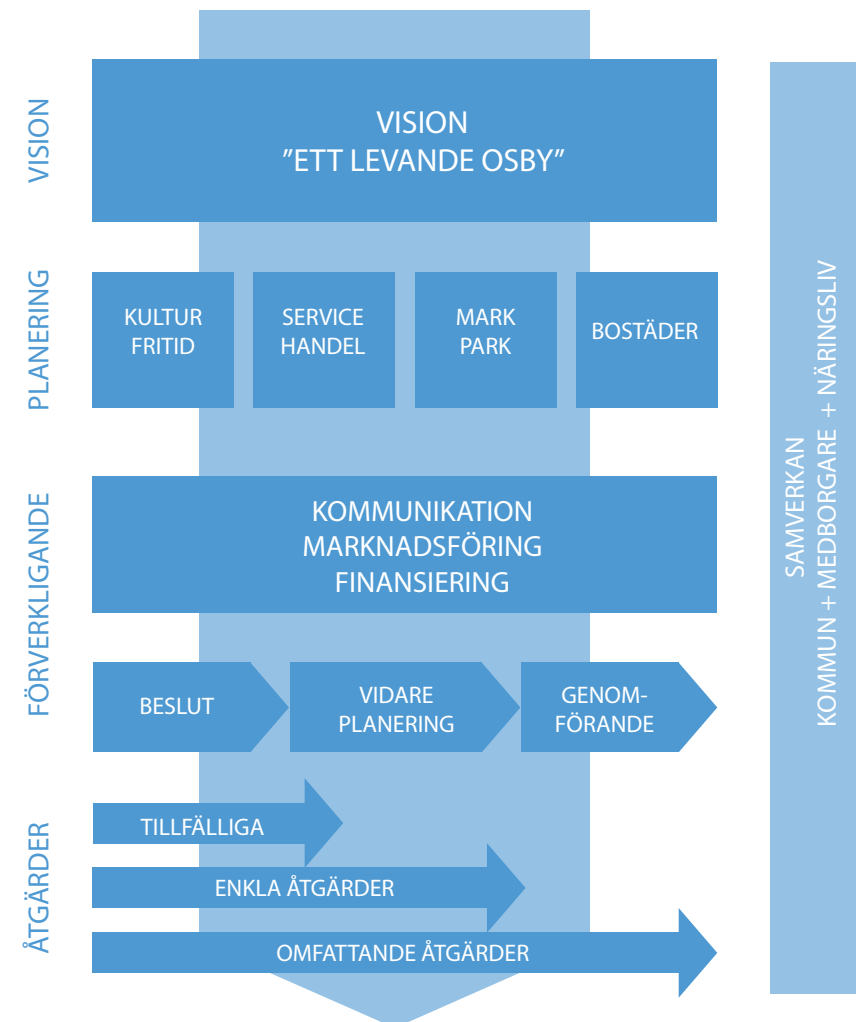 VISION
VISION
”ETT LEVANDE OSBY”
PLANERING
KULTUR
FRITID
SERVICE
HANDEL
MARK
PARK
BOSTÄDER
FÖRVERKLIGANDE
KOMMUNIKATION
MARKNADSFÖRING
FINANSIERING
BESLUT
VIDARE
PLANERING
GENOM-
FÖRANDE
ÅTGÄRDER
TILLFÄLLIGA
ENKLA ÅTGÄRDER
OMFATTANDE ÅTGÄRDER
SAMVERKAN
KOMMUN + MEDBORGARE + NÄRINGSLIV